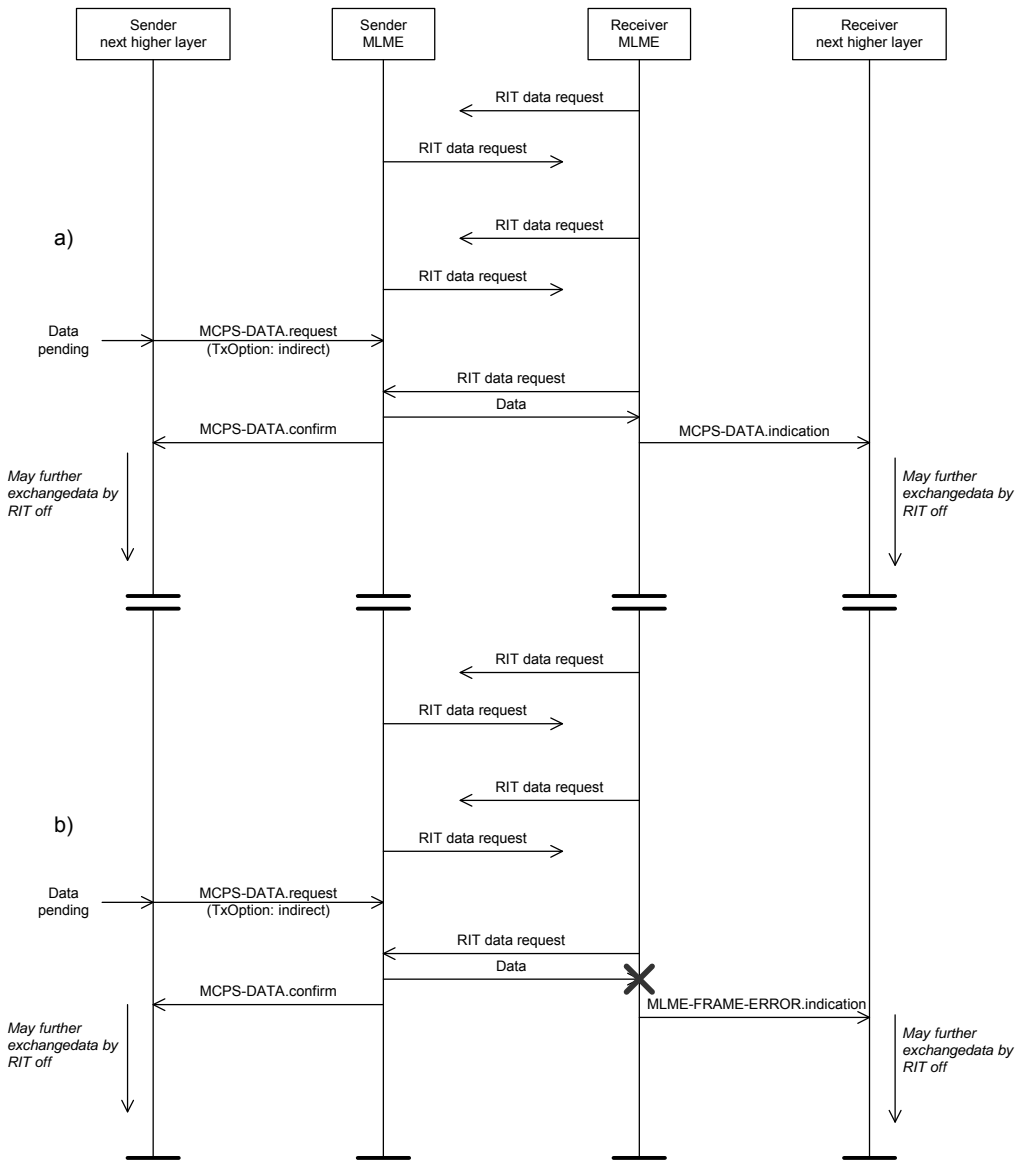 Sender
next higher layer
Sender
MLME
Receiver
MLME
Receiver
next higher layer
RIT data request
RIT data request
RIT data request
a)
RIT data request
Data
pending
MCPS-DATA.request
(TxOption: indirect)
RIT data request
Data
MCPS-DATA.confirm
MCPS-DATA.indication
May further
exchangedata by
RIT off
May further
exchangedata by
RIT off
RIT data request
RIT data request
RIT data request
b)
RIT data request
Data
pending
MCPS-DATA.request
(TxOption: indirect)
RIT data request
Data
MCPS-DATA.confirm
MLME-FRAME-ERROR.indication
May further
exchangedata by
RIT off
May further
exchangedata by
RIT off